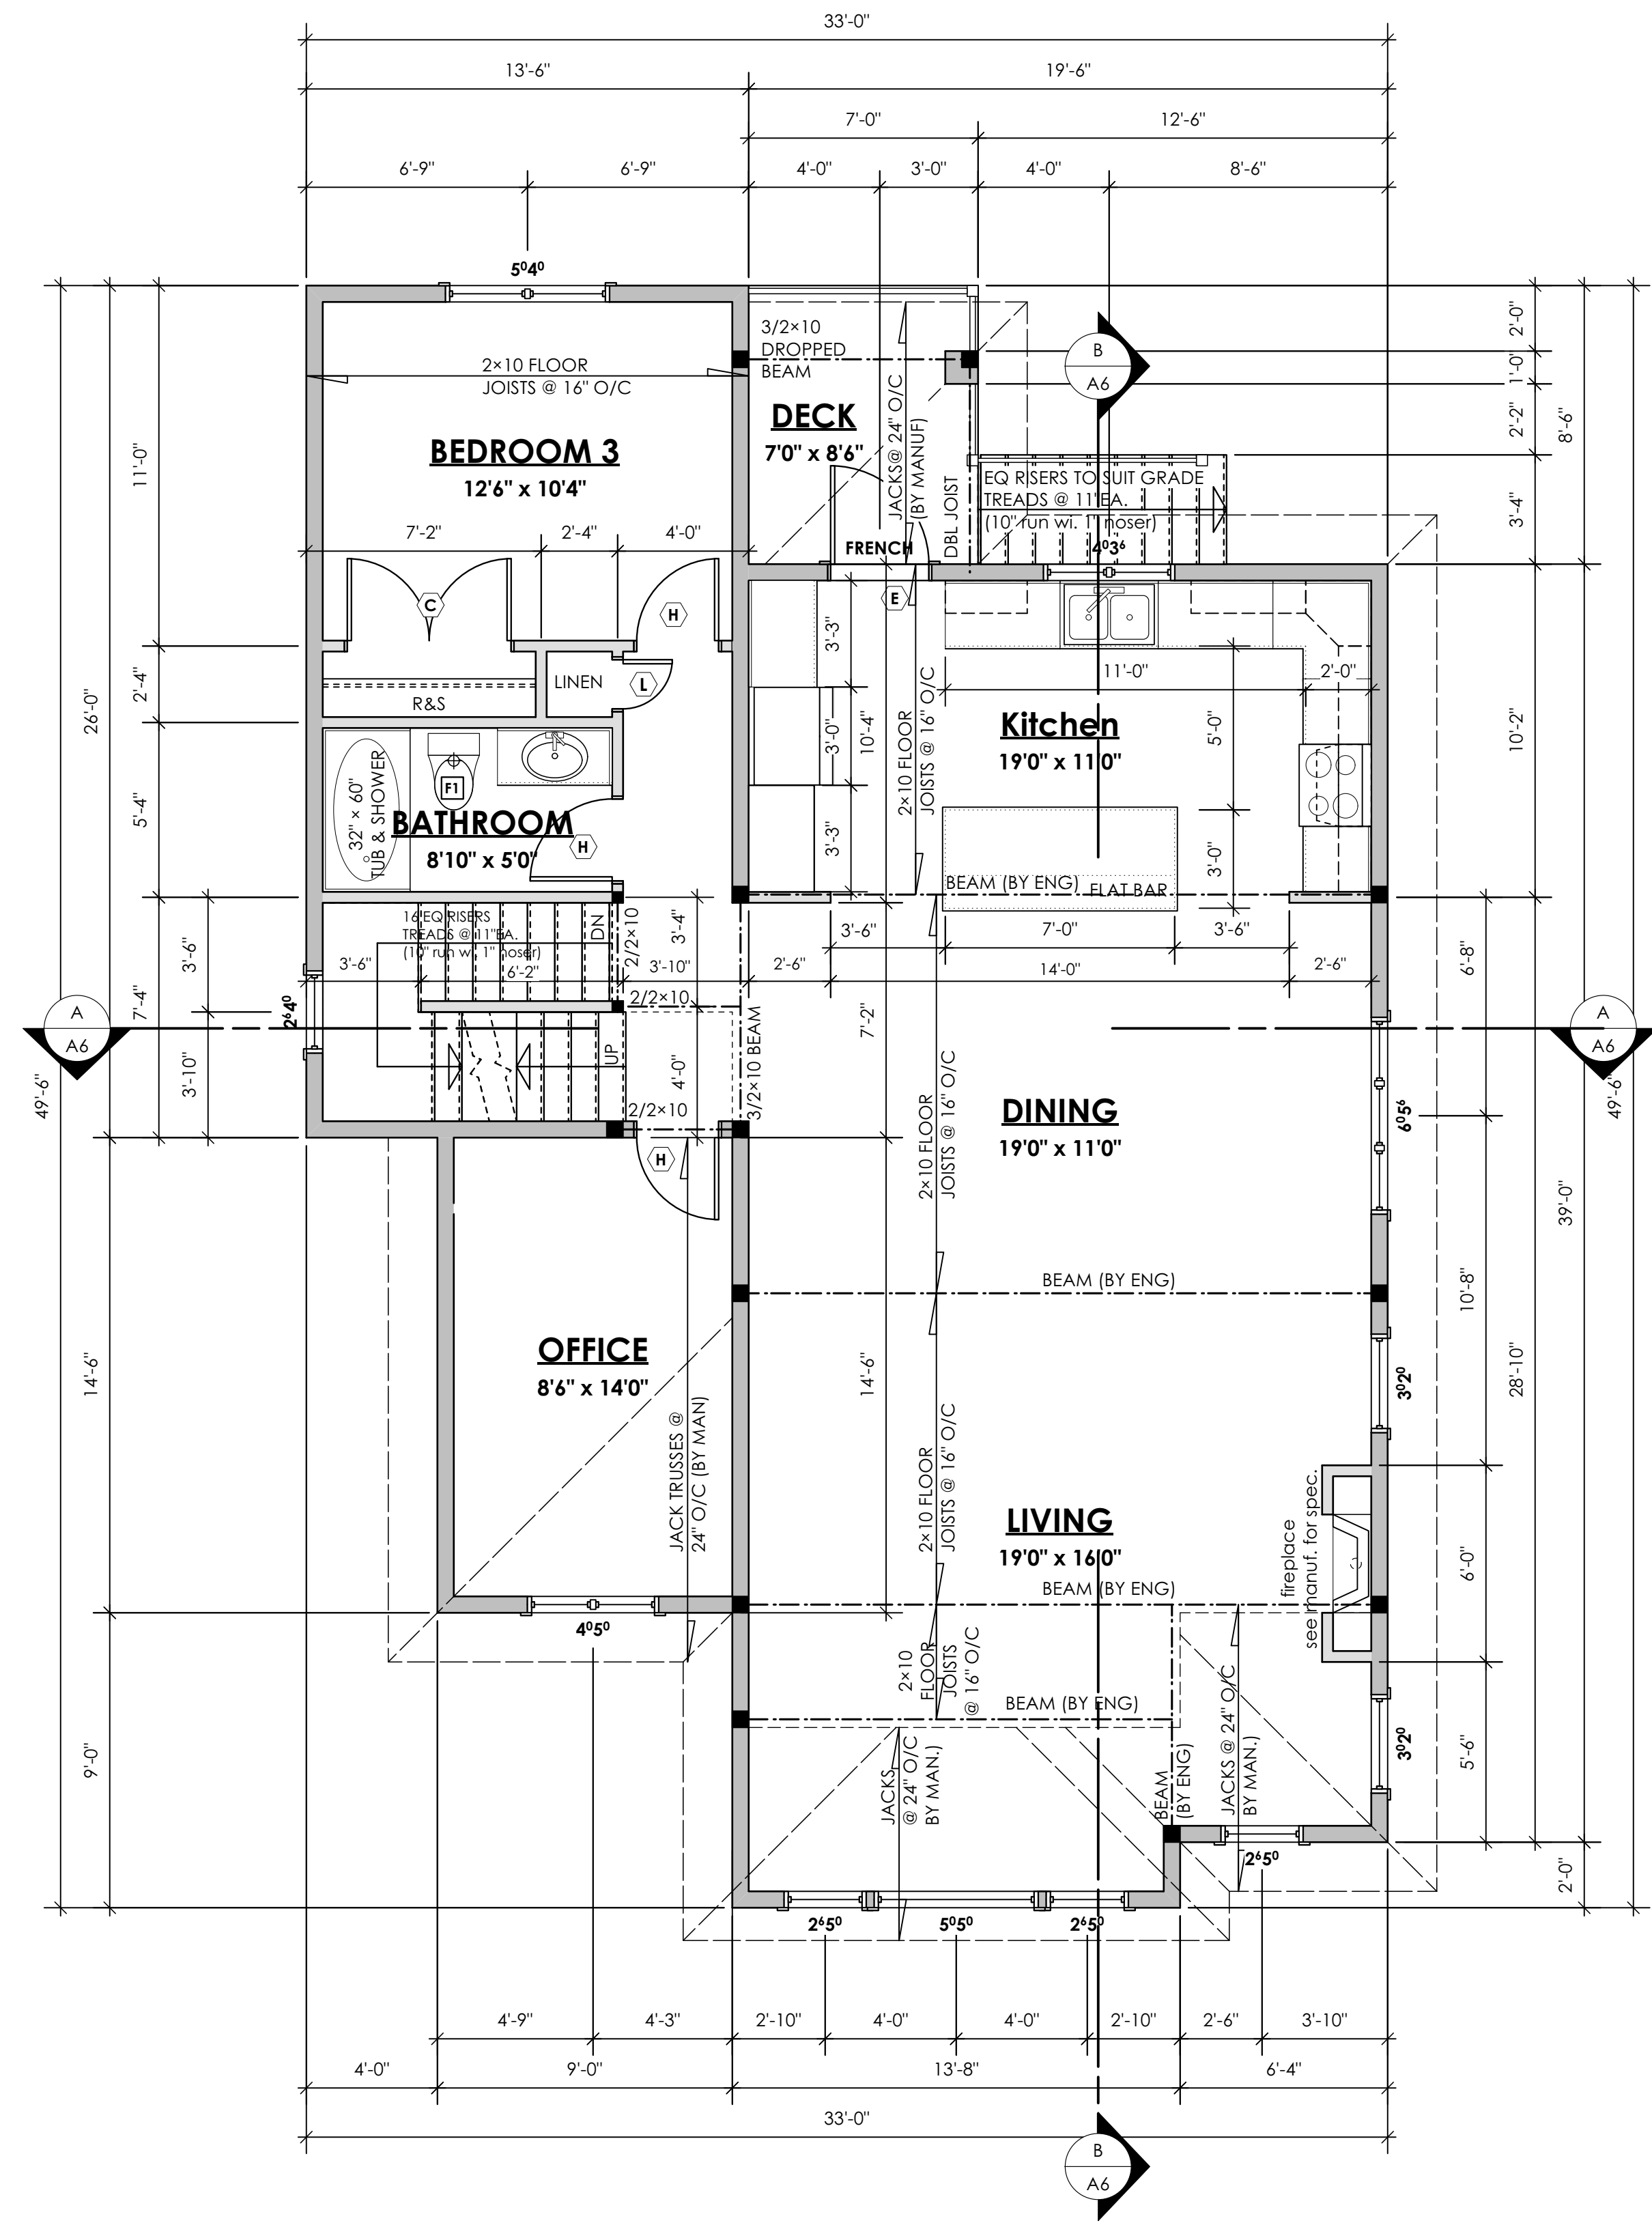 33'-0"
13'-6"
19'-6"
7'-0"
12'-6"
6'-9"
6'-9"
4'-0"
3'-0"
4'-0"
8'-6"
5⁰4⁰
3/2×10
DROPPED
BEAM
2×10 FLOOR
JOISTS @ 16" O/C
B
A6
2'-0"
1'-0"
2'-2"
3'-4"
8'-6"
DECK
7'0" x 8'6"
JACKS@ 24" O/C
(BY MANUF)
DBL JOIST
BEDROOM 3
12'6" x 10'4"
11'-0"
EQ RISERS TO SUIT GRADE
TREADS @ 11"EA.
(10" run wi. 1" noser)
7'-2"
2'-4"
4'-0"
FRENCH
4⁰3⁶
C
H
E
3'-3"
2'-4"
26'-0"
LINEN
L
R&S
11'-0"
2'-0"
2×10 FLOOR
JOISTS @ 16" O/C
3'-0"
10'-4"
Kitchen
19'0" x 11'0"
5'-0"
10'-2"
32" × 60"
TUB & SHOWER
F1
5'-4"
BATHROOM
8'10" x 5'0"
H
3'-3"
3'-0"
BEAM (BY ENG)
FLAT BAR
16 EQ RISERS
TREADS @ 11"EA.
(10" run wi. 1" noser)
DN
2/2×10
3'-4"
3'-6"
3'-6"
7'-0"
3'-6"
3'-6"
6'-2"
3'-10"
2'-6"
14'-0"
2'-6"
6'-8"
7'-4"
2⁶4⁰
A
A6
2/2×10
7'-2"
A
A6
3'-10"
UP
4'-0"
3/2×10 BEAM
2/2×10
49'-6"
49'-6"
2×10 FLOOR
JOISTS @ 16" O/C
DINING
19'0" x 11'0"
6⁰5⁶
H
39'-0"
BEAM (BY ENG)
10'-8"
OFFICE
8'6" x 14'0"
14'-6"
14'-6"
3⁰2⁰
28'-10"
JACK TRUSSES @
24" O/C (BY MAN)
2×10 FLOOR
JOISTS @ 16" O/C
LIVING
19'0" x 16'0"
fireplace
see manuf. for spec.
6'-0"
BEAM (BY ENG)
4⁰5⁰
2×10
FLOOR
JOISTS
@ 16" O/C
BEAM (BY ENG)
JACKS @ 24" O/C
BY MAN.)
3⁰2⁰
5'-6"
9'-0"
JACKS
@ 24" O/C
BY MAN.)
BEAM
(BY ENG)
2⁶5⁰
2'-0"
2⁶5⁰
5⁰5⁰
2⁶5⁰
4'-9"
4'-3"
2'-10"
4'-0"
4'-0"
2'-10"
2'-6"
3'-10"
4'-0"
9'-0"
13'-8"
6'-4"
33'-0"
B
A6